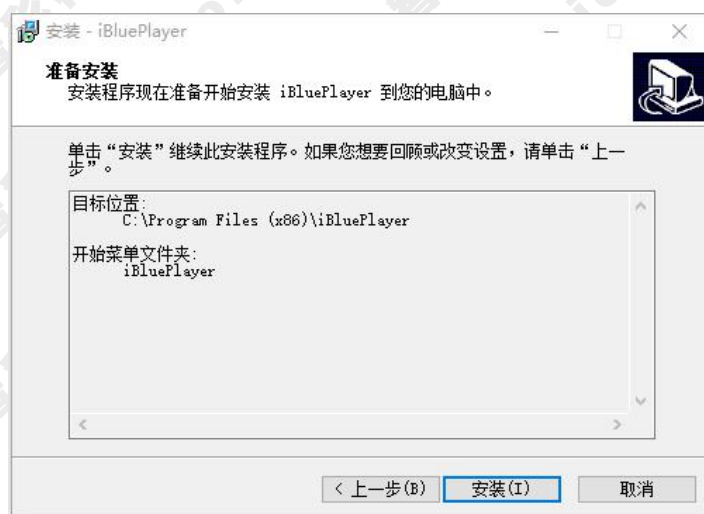 安装 - iBluePlayer
准备安装
安装程序现在准备开始安装 iBluePlayer 到您的电脑中。
单击“安装”继续此安装程序。如果您想要回顾或改变设置，请单击“上一
步”。
目标位置:
C:\Program Files (x86)\iBluePlayer
开始菜单文件夹:
iBluePlayer
< 上一步(B)
安装(I)
取消